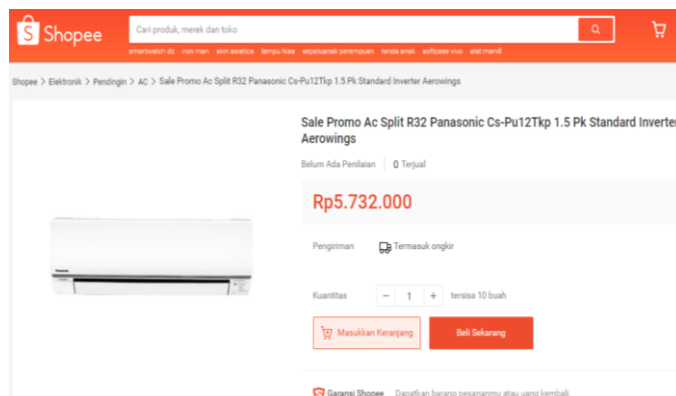 Shopee
Cari produk, merek dan toko
smartwatch dz iron man skin asiatica lampu hias sepatuanak perempuan tenda anak softcase vivo alat mandi
Shopee > Elektronik > Pendingin > AC > Sale Promo Ac Split R32 Panasonic Cs-Pu12Tkp 1.5 Pk Standard Inverter Aerowings
Sale Promo Ac Split R32 Panasonic Cs-Pu12Tkp 1.5 Pk Standard Inverte
Aerowings
Belum Ada Penilaian 0 Terjual
Rp5.732.000
Pengiriman Termasuk ongkir
Panasonic
Kuantitas - 1 + tersisa 10 buah
Masukkan Keranjang Beli Sekarang
Garansi Shopee Dapatkan barang pesananmu atau uang kembali.